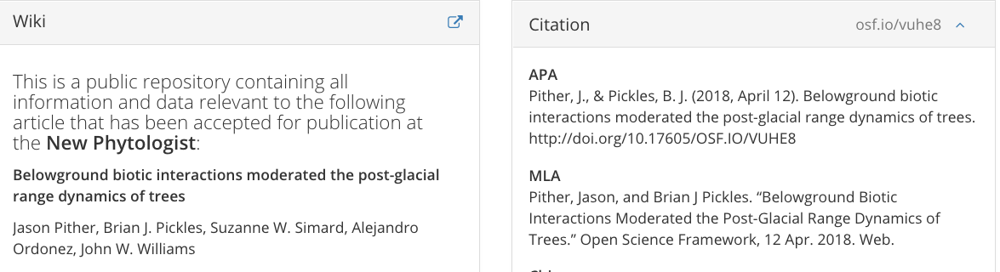 Wiki
This is a public repository containing all
information and data relevant to the following
article that has been accepted for publication at
the New Phytologist:
Belowground biotic interactions moderated the post-glacial
range dynamics of trees
Jason Pither, Brian J. Pickles, Suzanne W. Simard, Alejandro
Ordonez, John W. Williams
Citation
osf.io/vuhe8
APA
Pither, J., & Pickles, B. J. (2018, April 12). Belowground biotic
interactions moderated the post-glacial range dynamics of trees.
http://doi.org/10.17605/OSF.IO/VUHE8
MLA
Pither, Jason, and Brian J Pickles. “Belowground Biotic
Interactions Moderated the Post-Glacial Range Dynamics of
Trees.” Open Science Framework, 12 Apr. 2018. Web.